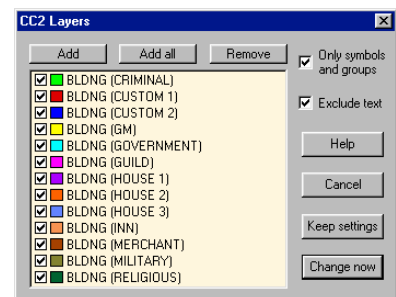 CC2 Layers
Add Add all Remove
Only symbols
and groups
Exclude text
BLDNG (CRIMINAL)
BLDNG (CUSTOM 1)
BLDNG (CUSTOM 2)
BLDNG (GM)
BLDNG (GOVERNMENT)
BLDNG (GUILD)
BLDNG (HOUSE 1)
BLDNG (HOUSE 2)
BLDNG (HOUSE 3)
BLDNG (INN)
BLDNG (MERCHANT)
BLDNG (MILITARY)
BLDNG (RELIGIOUS)
Help
Cancel
Keep settings
Change now